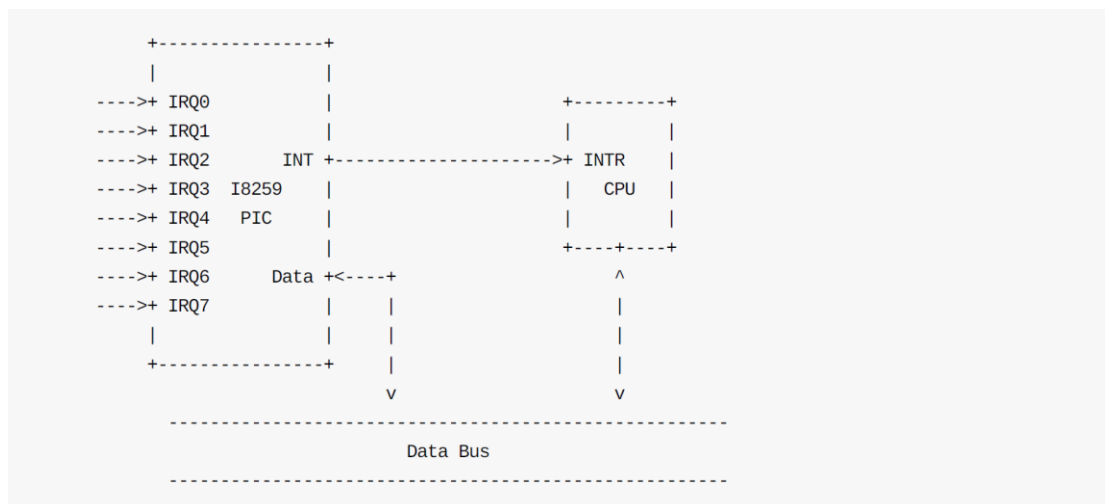 +----------------+
|                |
---->+ IRQ0           |                      +---------+
---->+ IRQ1           |                      |         |
---->+ IRQ2       INT +--------------------->+ INTR    |
---->+ IRQ3  I8259    |                      |   CPU   |
---->+ IRQ4   PIC     |                      |         |
---->+ IRQ5           |                      +----+----+
---->+ IRQ6      Data +<----+                     ^
---->+ IRQ7           |     |                     |
|                |     |                     |
+----------------+     |                     |
v                     v
------------------------------------------------------
Data Bus
------------------------------------------------------